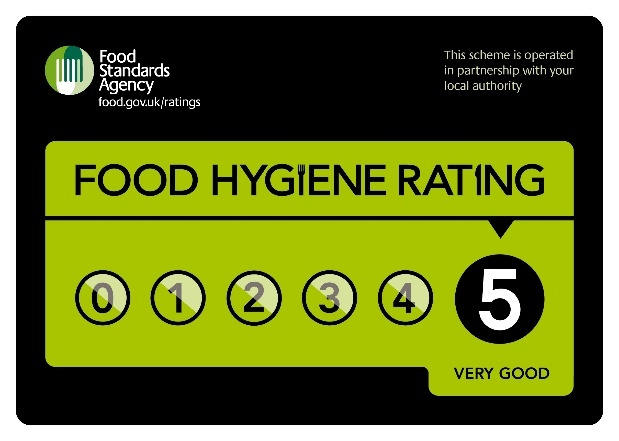 Food
Standards
Agency
food.gov.uk/ratings
This scheme is operated
in partnership with your
local authority
FOOD HYGIENE RATING
0 1 2 3 4 5
VERY GOOD